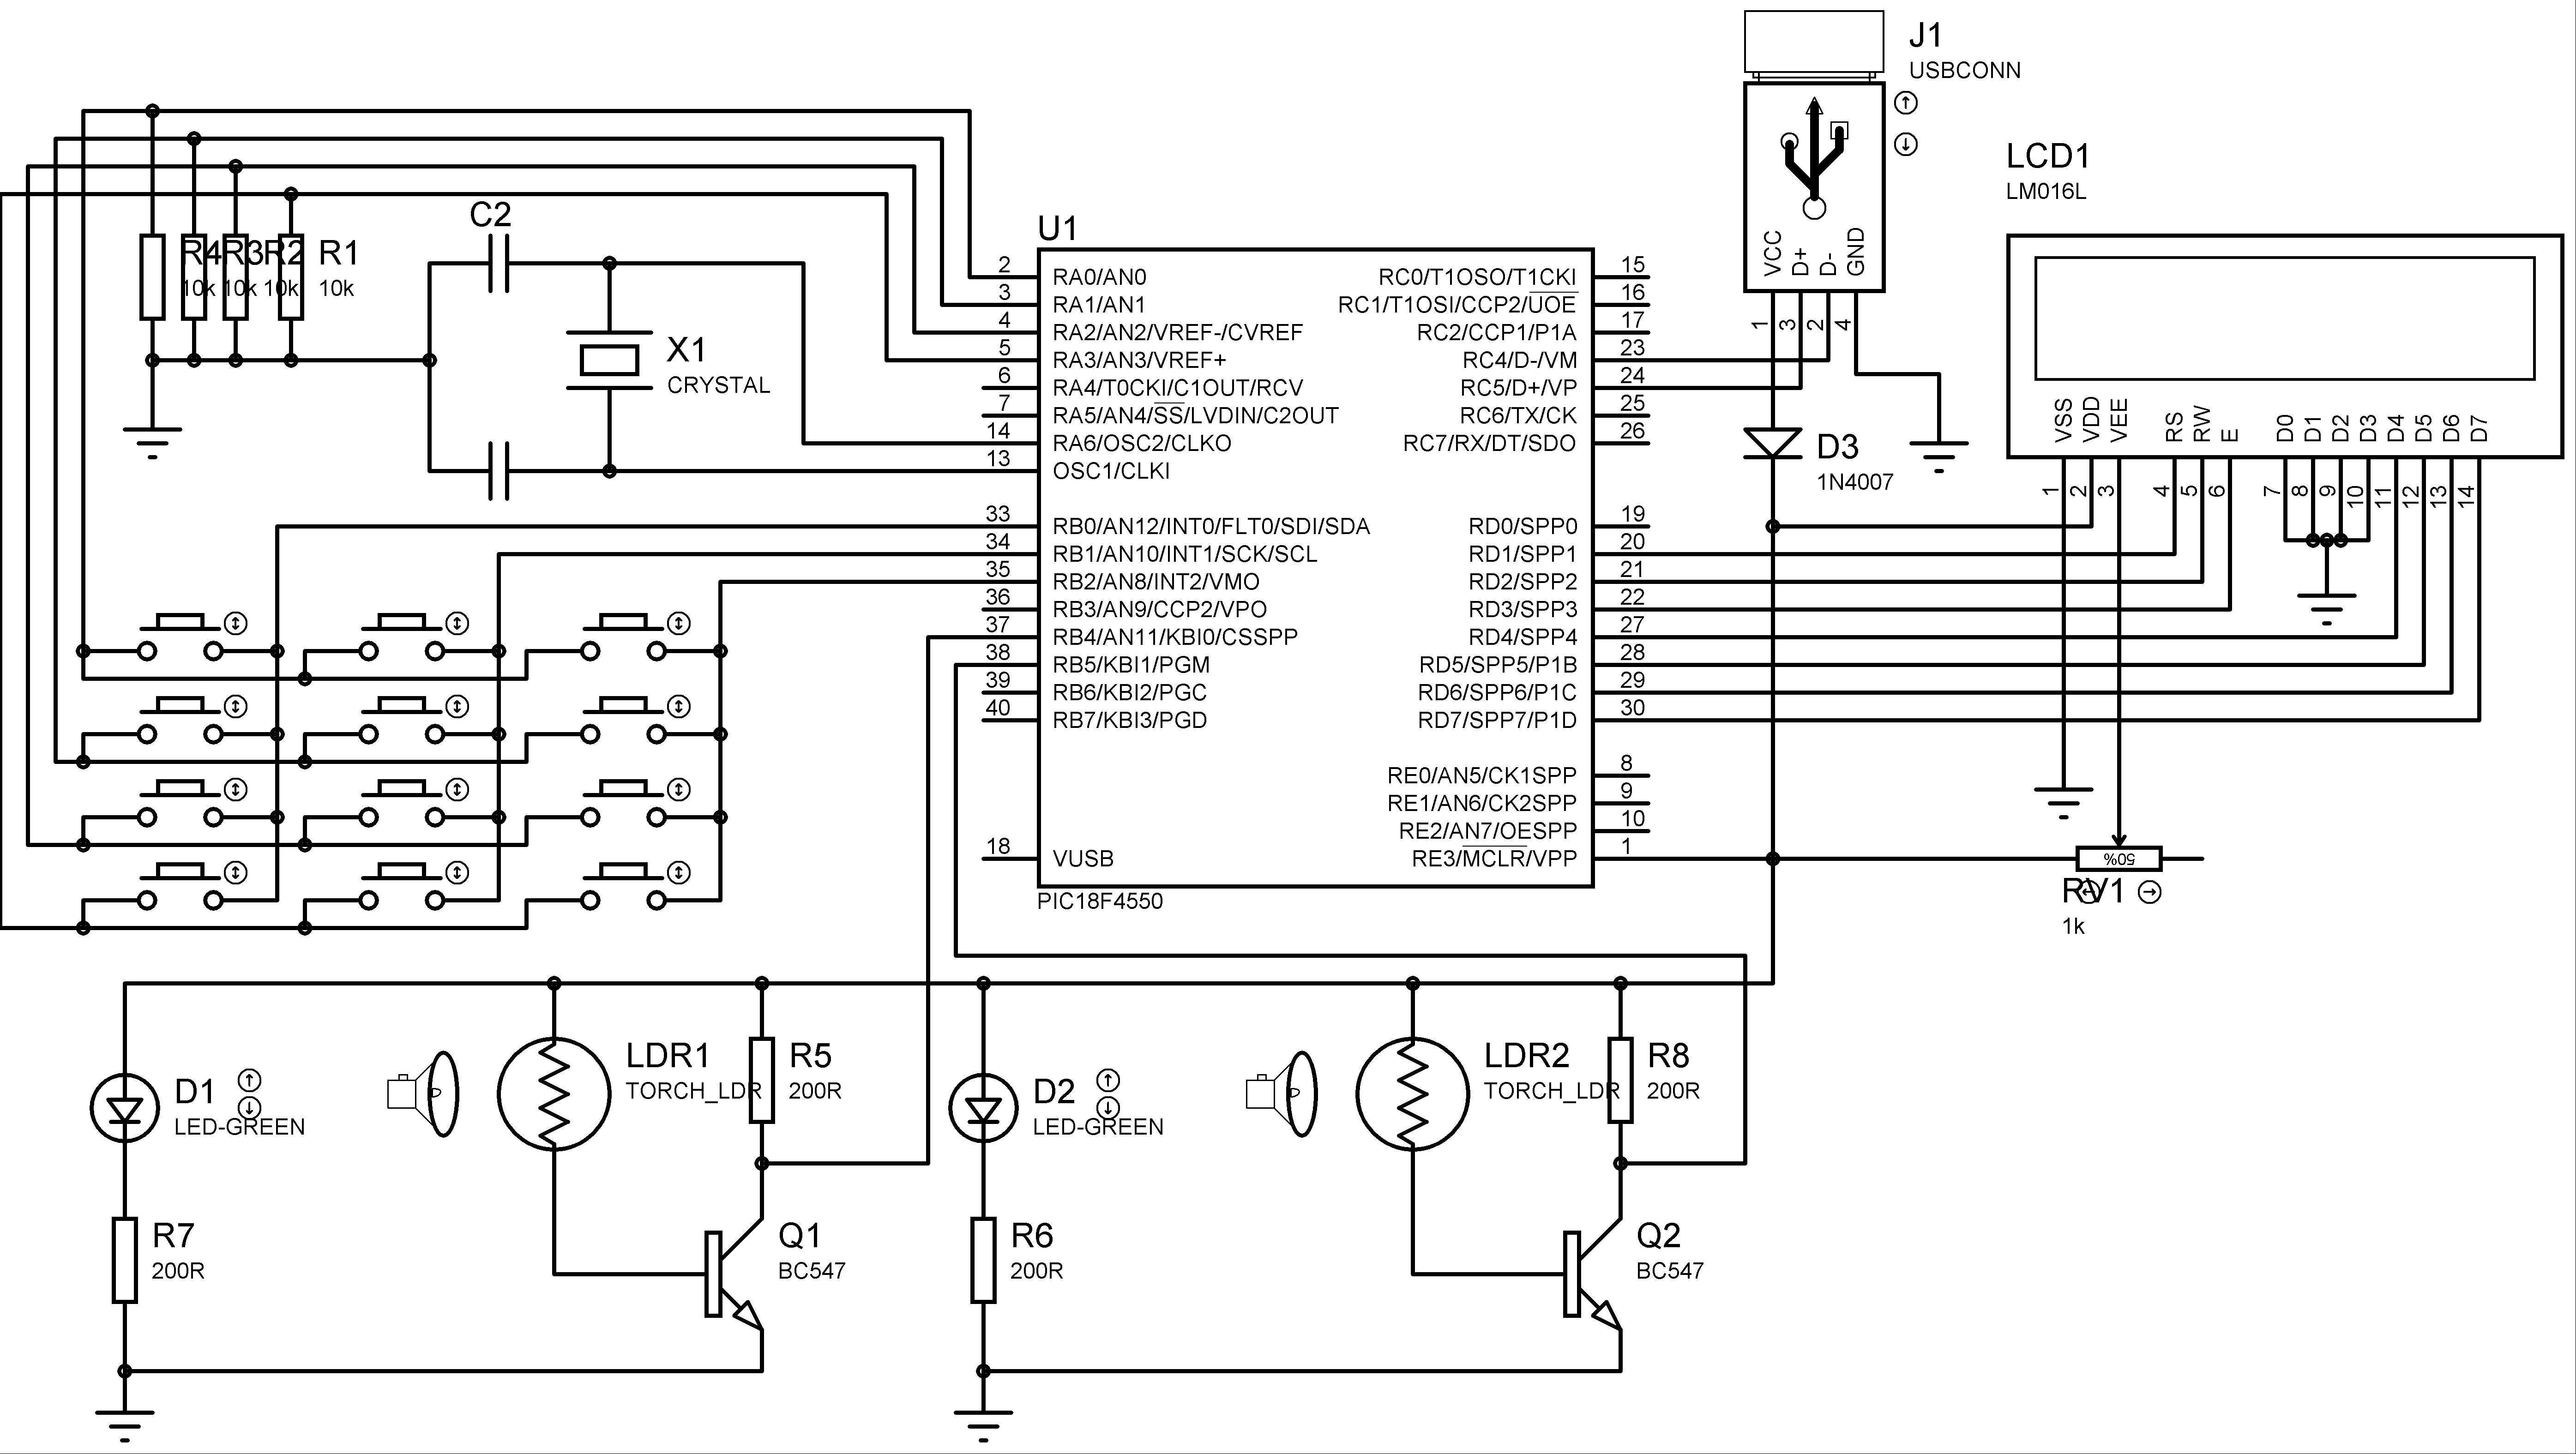 J1
USBCONN
VCC
D+
D-
GND
1
3
2
4
LCD1
LM016L
VSS
VDD
VEE
RS
RW
E
D0
D1
D2
D3
D4
D5
D6
D7
1
2
3
4
5
6
7
8
9
10
11
12
13
14
R4
10k
R3
10k
R2
10k
R1
10k
C2
X1
CRYSTAL
U1
2 RA0/AN0
3 RA1/AN1
4 RA2/AN2/VREF-/CVREF
5 RA3/AN3/VREF+
6 RA4/T0CKI/C1OUT/RCV
7 RA5/AN4/SS/LVDIN/C2OUT
14 RA6/OSC2/CLKO
13 OSC1/CLKI
33 RB0/AN12/INT0/FLT0/SDI/SDA
34 RB1/AN10/INT1/SCK/SCL
35 RB2/AN8/INT2/VMO
36 RB3/AN9/CCP2/VPO
37 RB4/AN11/KBI0/CSSPP
38 RB5/KBI1/PGM
39 RB6/KBI2/PGC
40 RB7/KBI3/PGD
18 VUSB
RC0/T1OSO/T1CKI 15
RC1/T1OSI/CCP2/UOE 16
RC2/CCP1/P1A 17
RC4/D-/VM 23
RC5/D+/VP 24
RC6/TX/CK 25
RC7/RX/DT/SDO 26
RD0/SPP0 19
RD1/SPP1 20
RD2/SPP2 21
RD3/SPP3 22
RD4/SPP4 27
RD5/SPP5/P1B 28
RD6/SPP6/P1C 29
RD7/SPP7/P1D 30
RE0/AN5/CK1SPP 8
RE1/AN6/CK2SPP 9
RE2/AN7/OESPP 10
RE3/MCLR/VPP 1
PIC18F4550
D3
1N4007
50%
RV1
1k
D1
LED-GREEN
LDR1
TORCH_LDR
R5
200R
D2
LED-GREEN
LDR2
TORCH_LDR
R8
200R
R7
200R
Q1
BC547
R6
200R
Q2
BC547